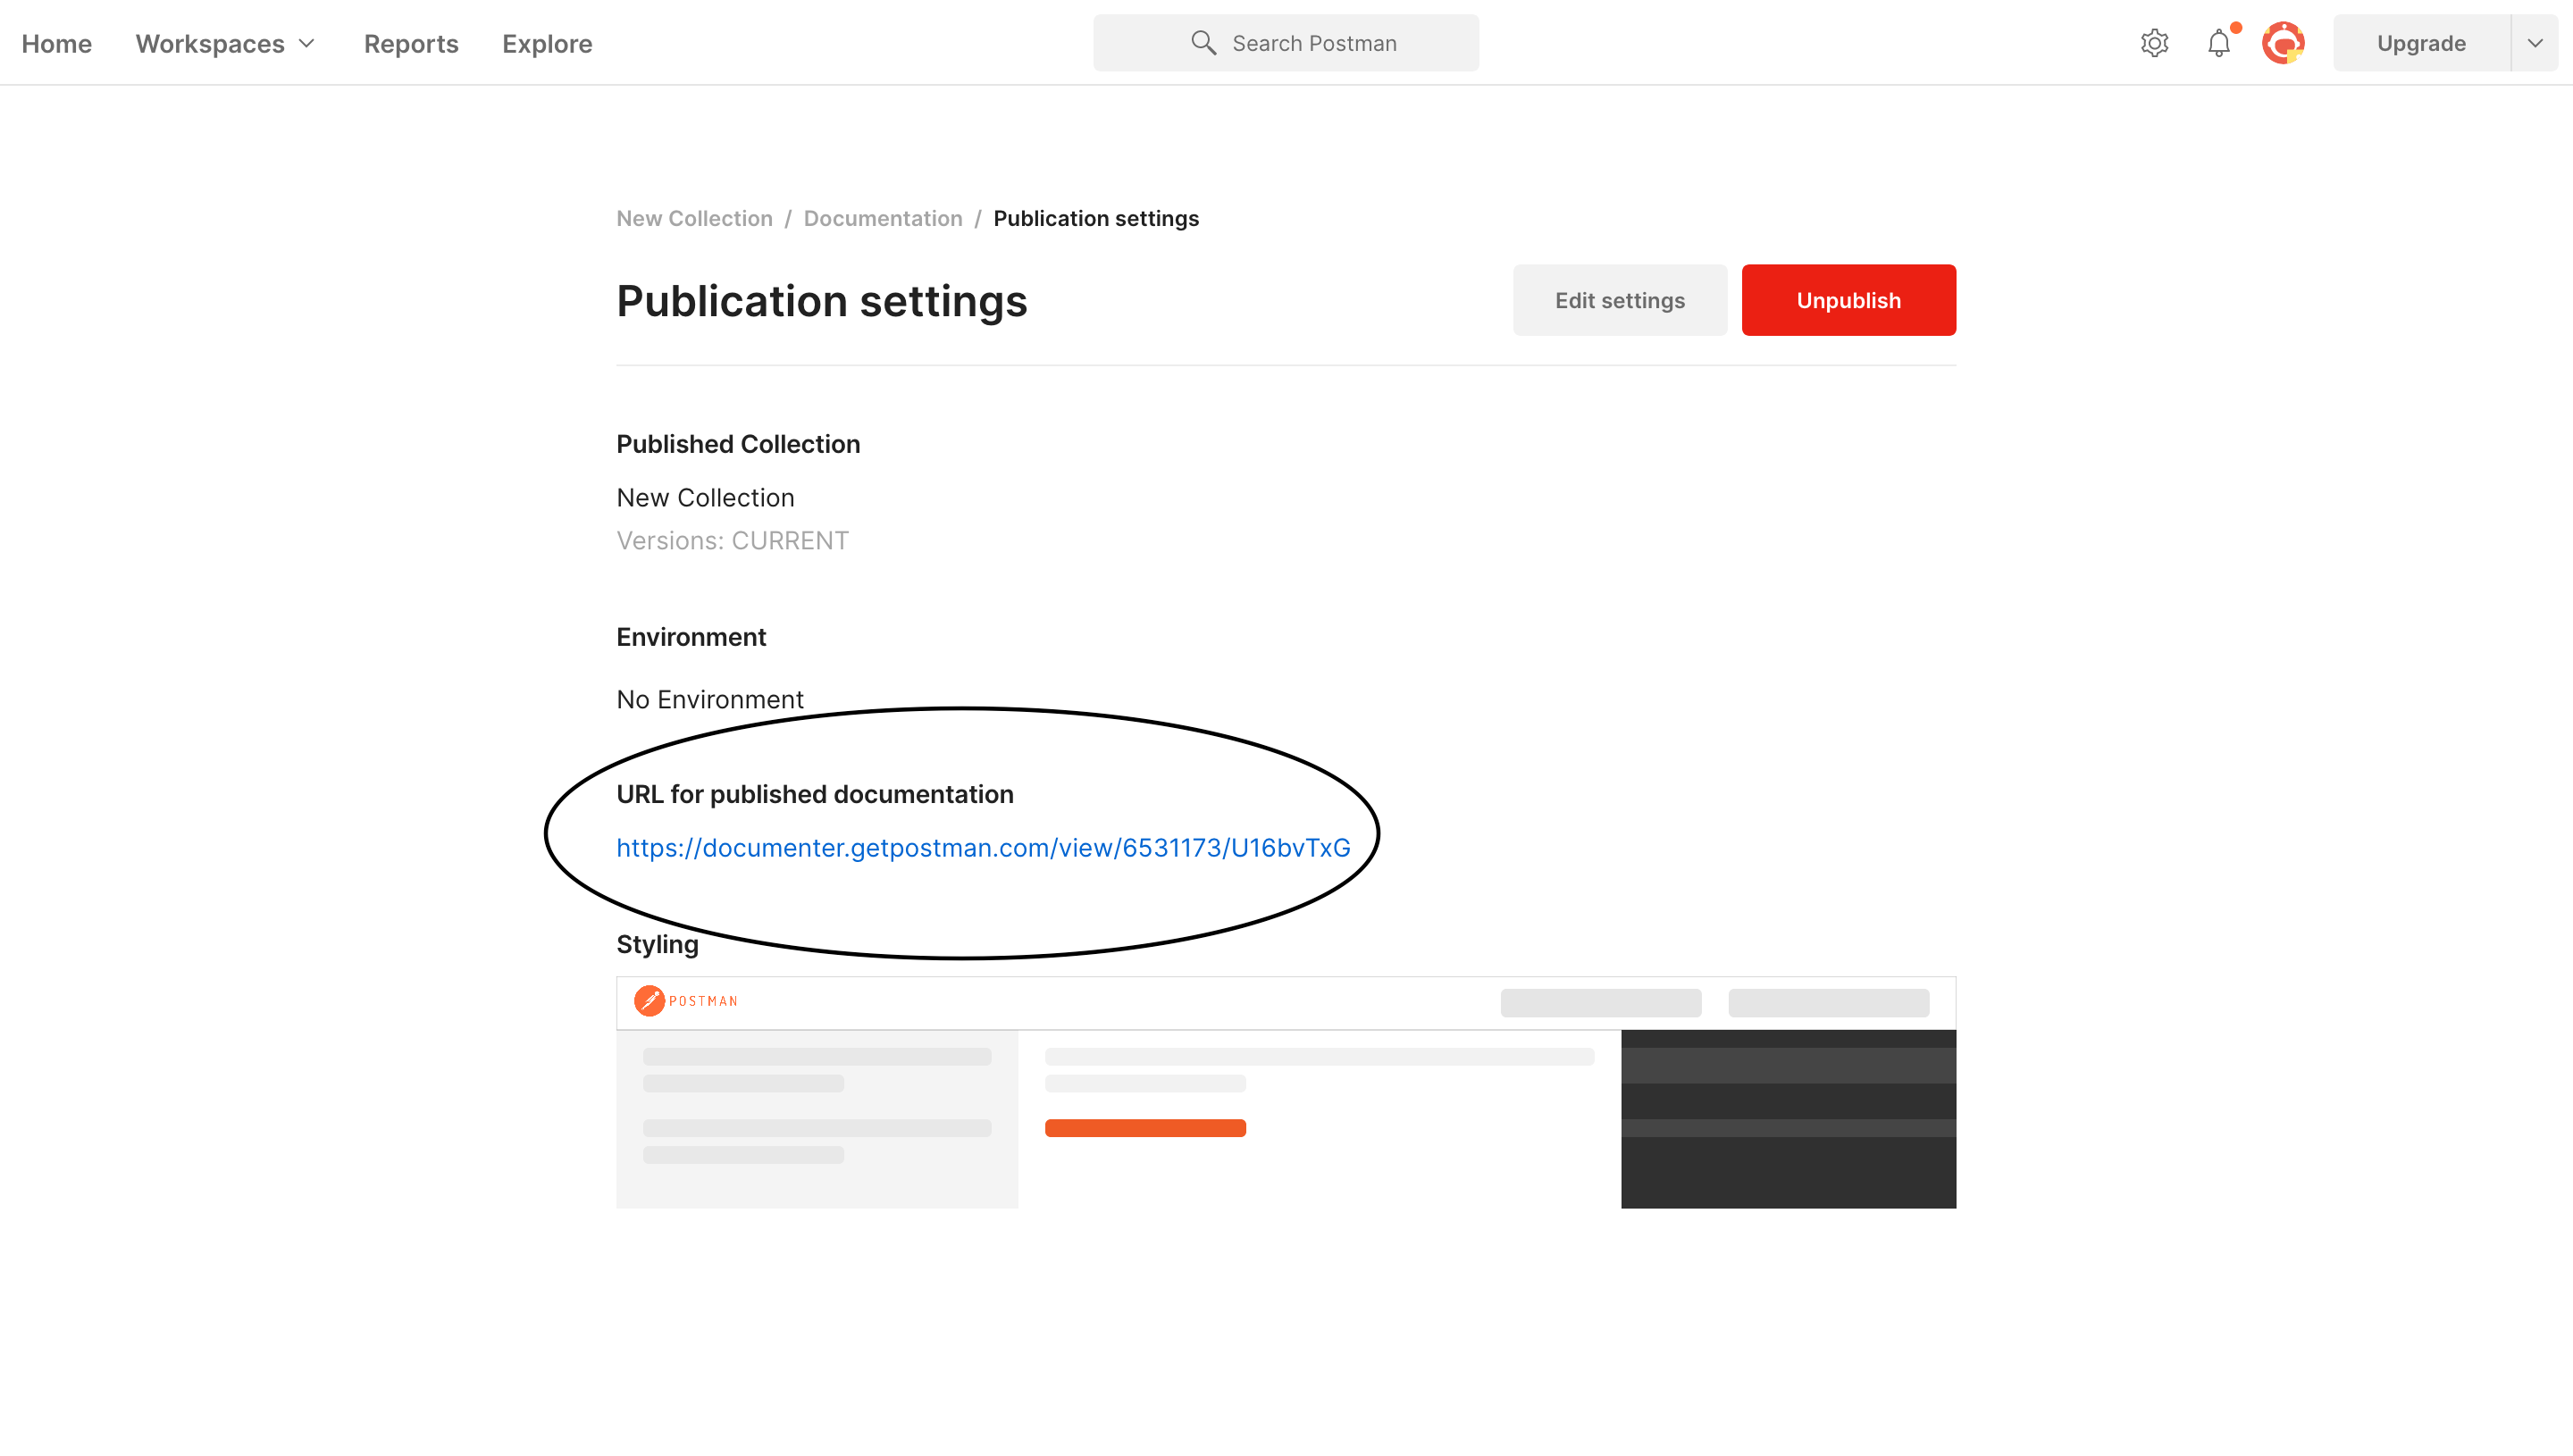 Home Workspaces Reports Explore Search Postman Upgrade
New Collection / Documentation / Publication settings
Publication settings Edit settings Unpublish
Published Collection
New Collection
Versions: CURRENT
Environment
No Environment
URL for published documentation
https://documenter.getpostman.com/view/6531173/U16bvTxG
Styling
POSTMAN